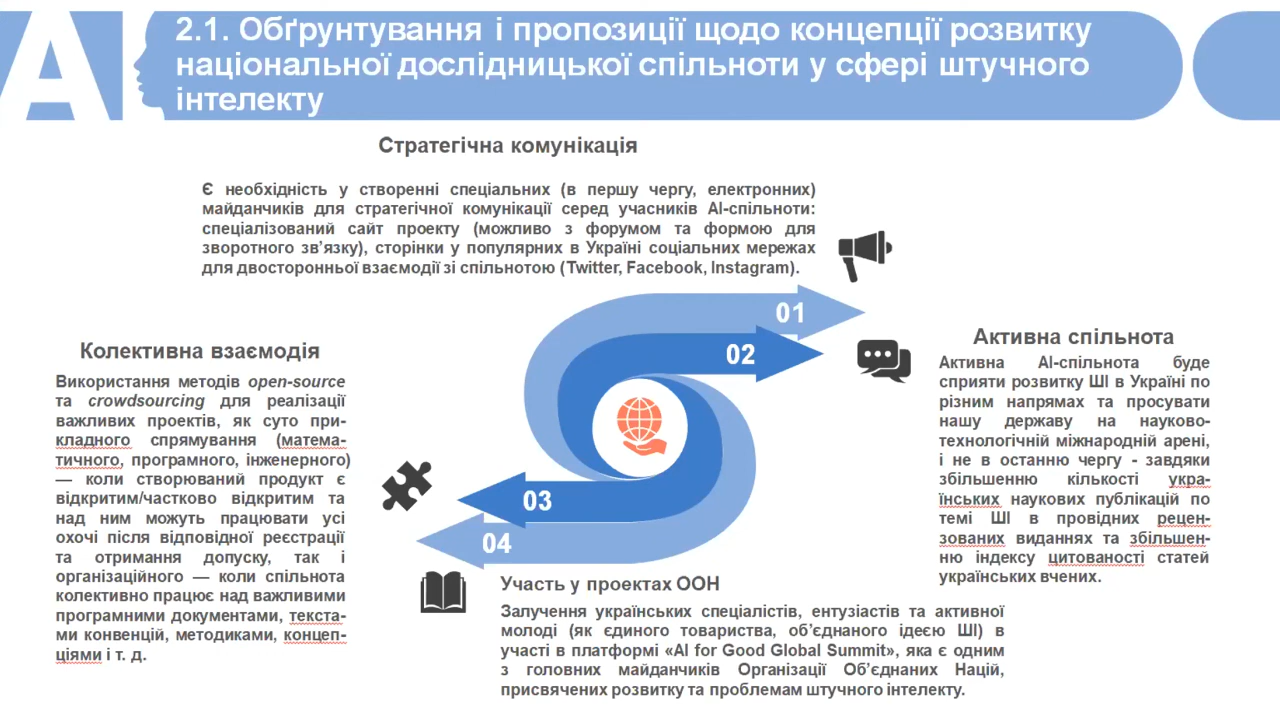 AI
2.1. Обґрунтування і пропозиції щодо концепції розвитку
національної дослідницької спільноти у сфері штучного
інтелекту
Стратегічна комунікація
Є необхідність у створенні спеціальних (в першу чергу, електронних)
майданчиків для стратегічної комунікації серед учасників АІ-спільноти:
спеціалізований сайт проекту (можливо з форумом та формою для
зворотного зв’язку), сторінки у популярних в Україні соціальних мережах
для двосторонньої взаємодії зі спільнотою (Twitter, Facebook, Instagram).
01
02
03
04
Активна спільнота
Активна АІ-спільнота буде
сприяти розвитку ШІ в Україні по
різним напрямах та просувати
нашу державу на науково-
технологічній міжнародній арені,
і не в останню чергу - завдяки
збільшенню кількості укра-
їнських наукових публікацій по
темі ШІ в провідних рецен-
зованих виданнях та збільшен-
ню індексу цитованості статей
українських вчених.
Колективна взаємодія
Використання методів open-source
та crowdsourcing для реалізації
важливих проектів, як суто при-
кладного спрямування (матема-
тичного, програмного, інженерного)
— коли створюваний продукт є
відкритим/частково відкритим та
над ним можуть працювати усі
охочі після відповідної реєстрації
та отримання допуску, так і
організаційного — коли спільнота
колективно працює над важливими
програмними документами, текста-
ми конвенцій, методиками, концеп-
ціями і т. д.
Участь у проектах ООН
Залучення українських спеціалістів, ентузіастів та активної
молоді (як єдиного товариства, об’єднаного ідеєю ШІ) в
участі в платформі «AI for Good Global Summit», яка є одним
з головних майданчиків Організації Об’єднаних Націй,
присвячених розвитку та проблемам штучного інтелекту.